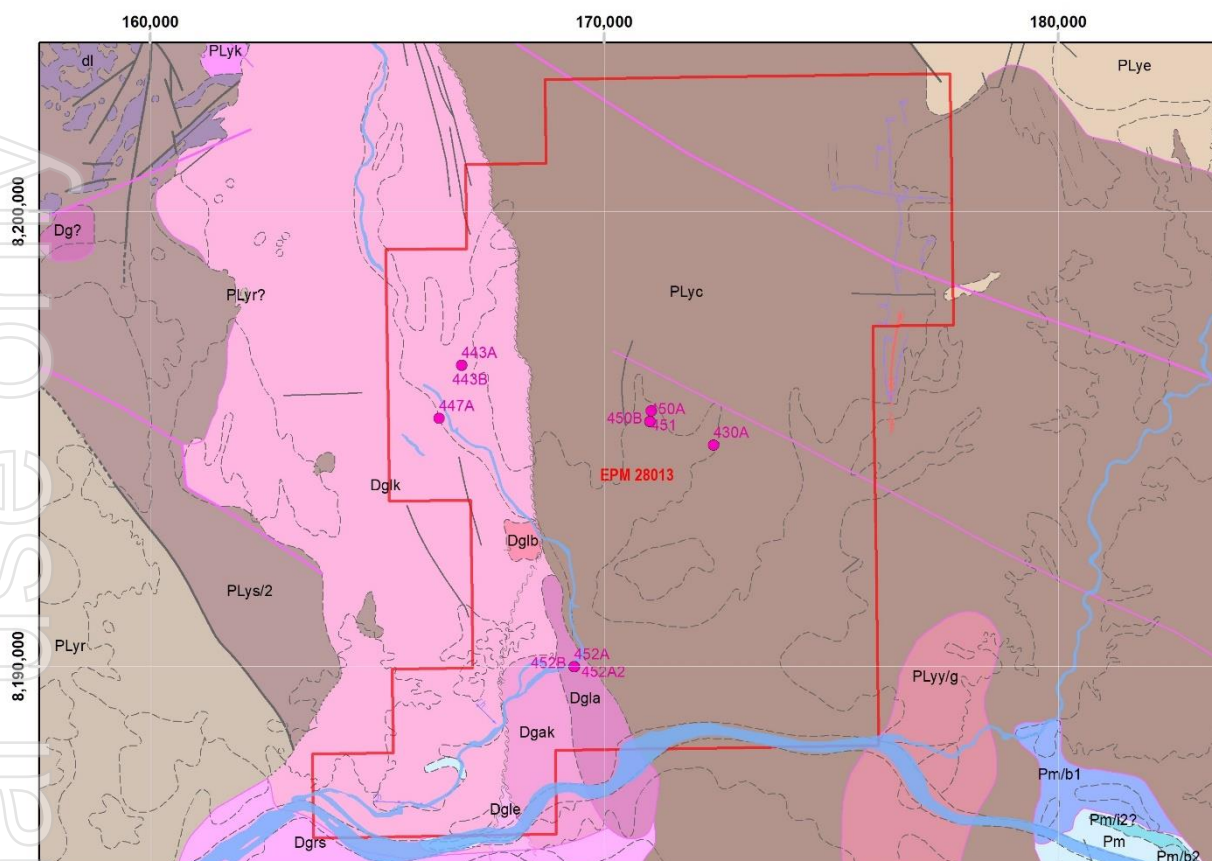 160,000
170,000
180,000
PLyk
dl
PLye
8,200,000
Dg?
PLyr?
PLyc
443A
443B
447A
450A
450B
451
430A
EPM 28013
Dglk
Dglb
PLys/2
PLyr
8,190,000
452A
452B
452A2
Dgla
PLyy/g
Dgak
Pm/b1
Dgle
Pm/i2?
Dgrs
Pm
Pm/b2